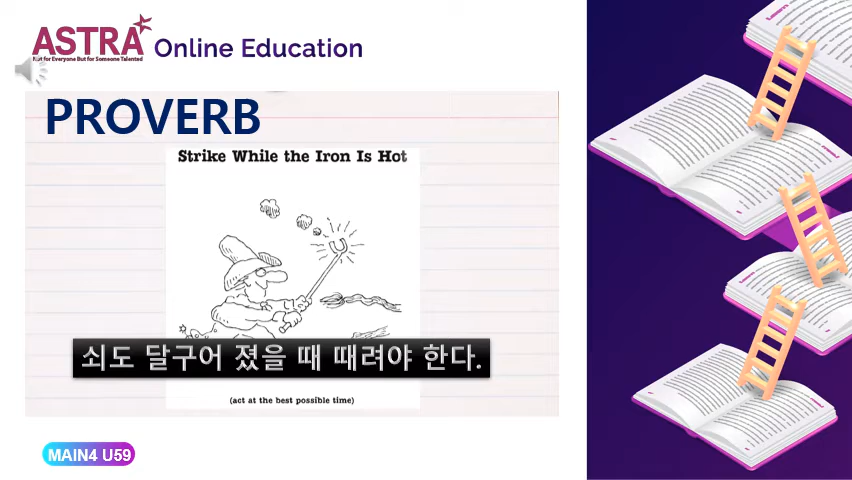 ASTRA Online Education
Not for Everyone But for Someone Talented
PROVERB
Strike While the Iron Is Hot
쇠도 달구어 졌을 때 때려야 한다.
(act at the best possible time)
MAIN4 U59